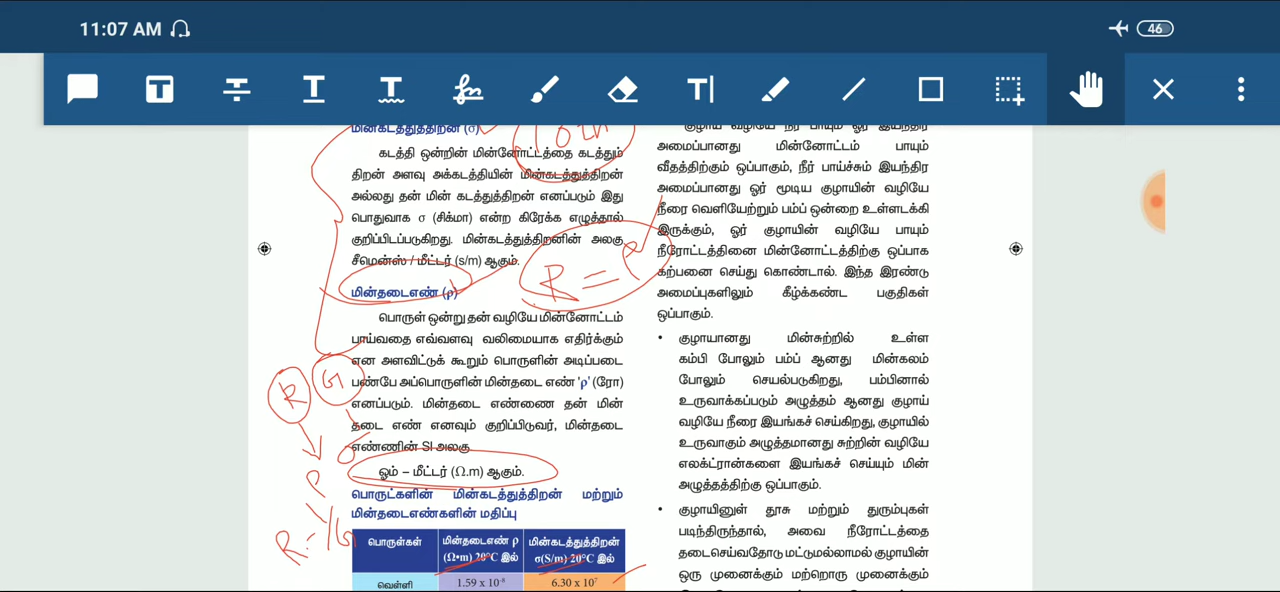 11:07 AM
46
மின்கடத்துத்திறன் (σ)
10th
கடத்தி ஒன்றின் மின்னோட்டத்தை கடத்தும்
திறன் அளவு அக்கடத்தியின் மின்கடத்துத்திறன்
அல்லது தன் மின் கடத்துத்திறன் எனப்படும் இது
பொதுவாக σ (சிக்மா) என்ற கிரேக்க எழுத்தால்
குறிப்பிடப்படுகிறது. மின்கடத்துத்திறனின் அலகு
சீமென்ஸ் / மீட்டர் (s/m) ஆகும்.
R = ρ
மின்தடைஎண் (ρ)
பொருள் ஒன்று தன் வழியே மின்னோட்டம்
பாய்வதை எவ்வளவு வலிமையாக எதிர்க்கும்
என அளவிட்டுக் கூறும் பொருளின் அடிப்படை
பண்பே அப்பொருளின் மின்தடை எண் 'ρ' (ரோ)
எனப்படும். மின்தடை எண்ணை தன் மின்
தடை எண் எனவும் குறிப்பிடுவர், மின்தடை
எண்ணின் SI அலகு
ஓம் – மீட்டர் (Ω.m) ஆகும்.
R G
ρ σ
R = 1/G
பொருட்களின் மின்கடத்துத்திறன் மற்றும்
மின்தடைஎண்களின் மதிப்பு
பொருள்கள் மின்தடைஎண் ρ மின்கடத்துத்திறன்
(Ω•m) 20°C இல் σ(S/m) 20°C இல்
வெள்ளி 1.59 x 10⁻⁸ 6.30 x 10⁷
குழாய் வழியே நீர் பாயும் ஓர் இயந்திர
அமைப்பானது மின்னோட்டம் பாயும்
வீதத்திற்கும் ஒப்பாகும், நீர் பாய்ச்சும் இயந்திர
அமைப்பானது ஓர் மூடிய குழாயின் வழியே
நீரை வெளியேற்றும் பம்ப் ஒன்றை உள்ளடக்கி
இருக்கும், ஓர் குழாயின் வழியே பாயும்
நீரோட்டத்தினை மின்னோட்டத்திற்கு ஒப்பாக
கற்பனை செய்து கொண்டால். இந்த இரண்டு
அமைப்புகளிலும் கீழ்க்கண்ட பகுதிகள்
ஒப்பாகும்.
• குழாயானது மின்சுற்றில் உள்ள
கம்பி போலும் பம்ப் ஆனது மின்கலம்
போலும் செயல்படுகிறது, பம்பினால்
உருவாக்கப்படும் அழுத்தம் ஆனது குழாய்
வழியே நீரை இயங்கச் செய்கிறது, குழாயில்
உருவாகும் அழுத்தமானது சுற்றின் வழியே
எலக்ட்ரான்களை இயங்கச் செய்யும் மின்
அழுத்தத்திற்கு ஒப்பாகும்.
• குழாயினுள் தூசு மற்றும் துரும்புகள்
படிந்திருந்தால், அவை நீரோட்டத்தை
தடைசெய்வதோடு மட்டுமல்லாமல் குழாயின்
ஒரு முனைக்கும் மற்றொரு முனைக்கும்